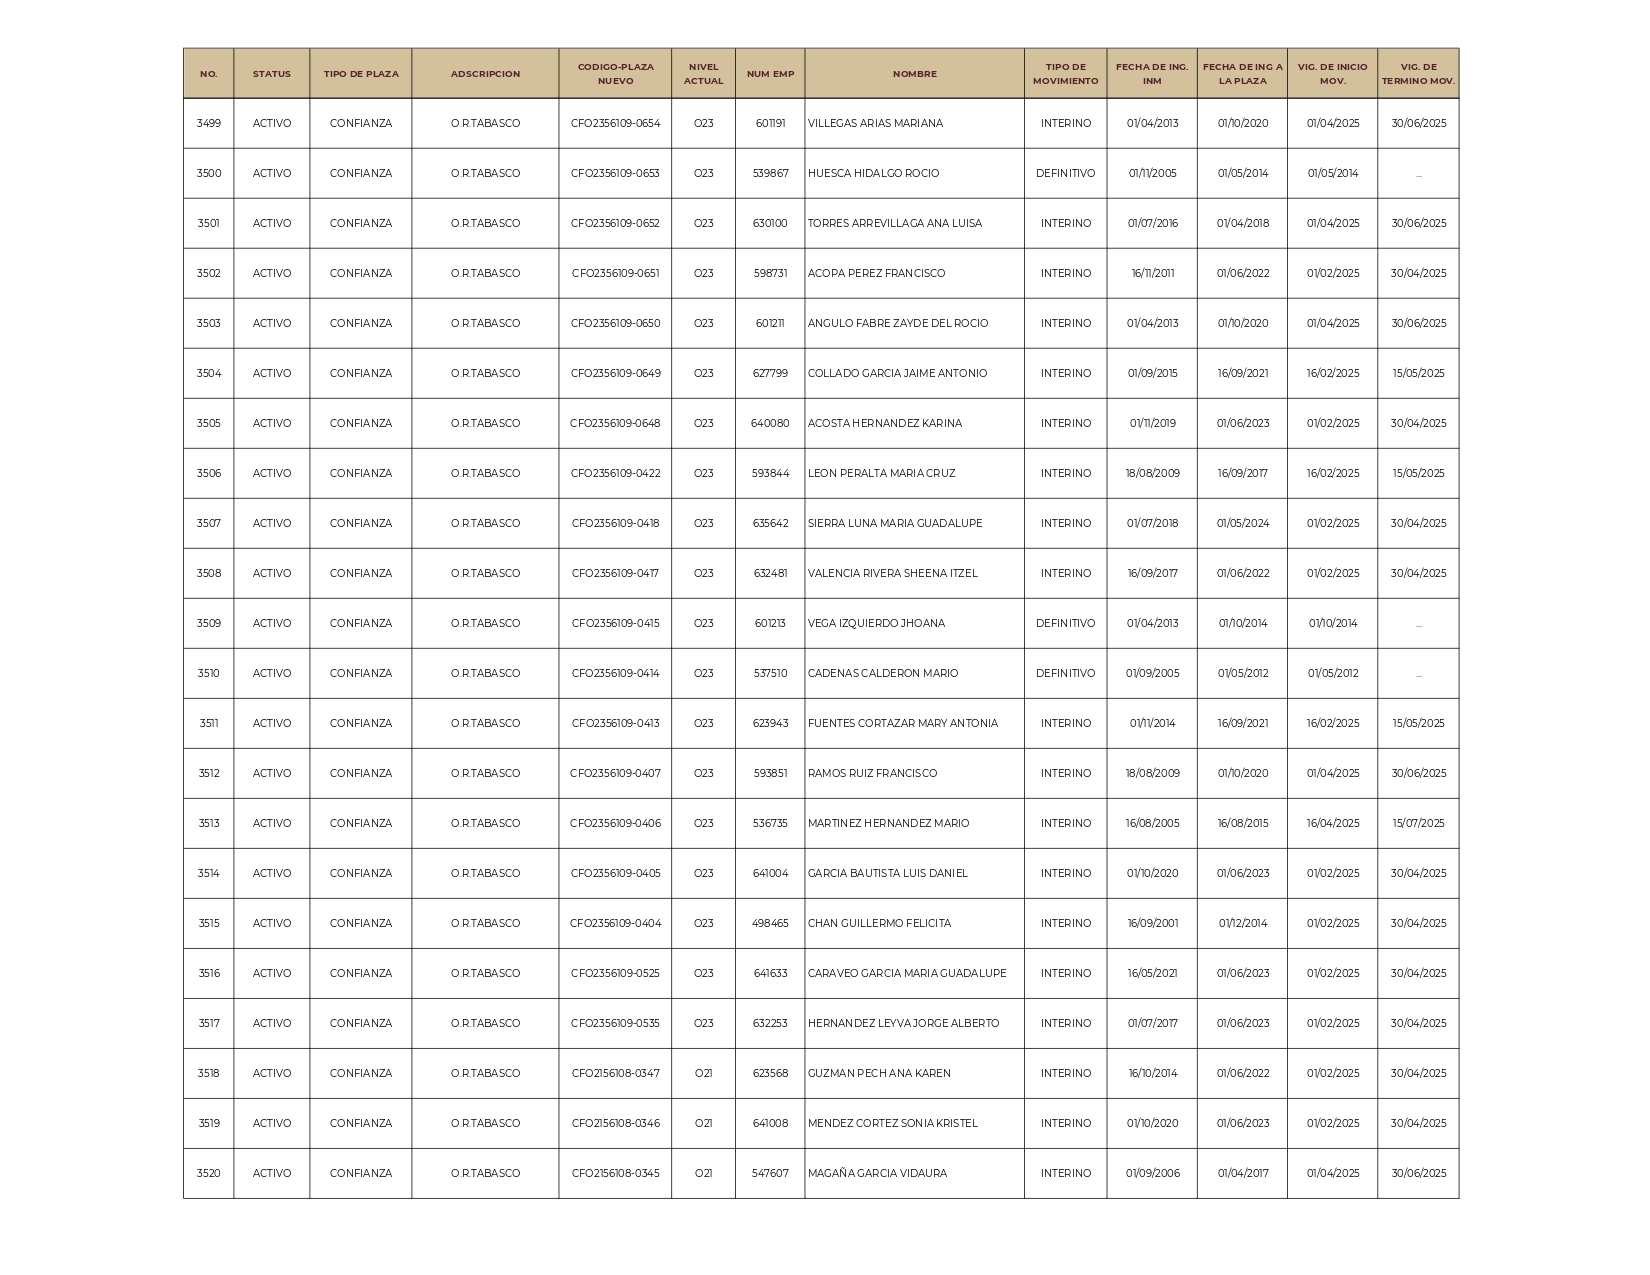 NO. STATUS TIPO DE PLAZA ADSCRIPCION CODIGO-PLAZA NUEVO NIVEL ACTUAL NUM EMP NOMBRE TIPO DE MOVIMIENTO FECHA DE ING. INM FECHA DE ING A LA PLAZA VIG. DE INICIO MOV. VIG. DE TERMINO MOV.
3499 ACTIVO CONFIANZA O.R.TABASCO CFO2356109-0654 O23 601191 VILLEGAS ARIAS MARIANA INTERINO 01/04/2013 01/10/2020 01/04/2025 30/06/2025
3500 ACTIVO CONFIANZA O.R.TABASCO CFO2356109-0653 O23 539867 HUESCA HIDALGO ROCIO DEFINITIVO 01/11/2005 01/05/2014 01/05/2014 ...
3501 ACTIVO CONFIANZA O.R.TABASCO CFO2356109-0652 O23 630100 TORRES ARREVILLAGA ANA LUISA INTERINO 01/07/2016 01/04/2018 01/04/2025 30/06/2025
3502 ACTIVO CONFIANZA O.R.TABASCO CFO2356109-0651 O23 598731 ACOPA PEREZ FRANCISCO INTERINO 16/11/2011 01/06/2022 01/02/2025 30/04/2025
3503 ACTIVO CONFIANZA O.R.TABASCO CFO2356109-0650 O23 601211 ANGULO FABRE ZAYDE DEL ROCIO INTERINO 01/04/2013 01/10/2020 01/04/2025 30/06/2025
3504 ACTIVO CONFIANZA O.R.TABASCO CFO2356109-0649 O23 627799 COLLADO GARCIA JAIME ANTONIO INTERINO 01/09/2015 16/09/2021 16/02/2025 15/05/2025
3505 ACTIVO CONFIANZA O.R.TABASCO CFO2356109-0648 O23 640080 ACOSTA HERNANDEZ KARINA INTERINO 01/11/2019 01/06/2023 01/02/2025 30/04/2025
3506 ACTIVO CONFIANZA O.R.TABASCO CFO2356109-0422 O23 593844 LEON PERALTA MARIA CRUZ INTERINO 18/08/2009 16/09/2017 16/02/2025 15/05/2025
3507 ACTIVO CONFIANZA O.R.TABASCO CFO2356109-0418 O23 635642 SIERRA LUNA MARIA GUADALUPE INTERINO 01/07/2018 01/05/2024 01/02/2025 30/04/2025
3508 ACTIVO CONFIANZA O.R.TABASCO CFO2356109-0417 O23 632481 VALENCIA RIVERA SHEENA ITZEL INTERINO 16/09/2017 01/06/2022 01/02/2025 30/04/2025
3509 ACTIVO CONFIANZA O.R.TABASCO CFO2356109-0415 O23 601213 VEGA IZQUIERDO JHOANA DEFINITIVO 01/04/2013 01/10/2014 01/10/2014 ...
3510 ACTIVO CONFIANZA O.R.TABASCO CFO2356109-0414 O23 537510 CADENAS CALDERON MARIO DEFINITIVO 01/09/2005 01/05/2012 01/05/2012 ...
3511 ACTIVO CONFIANZA O.R.TABASCO CFO2356109-0413 O23 623943 FUENTES CORTAZAR MARY ANTONIA INTERINO 01/11/2014 16/09/2021 16/02/2025 15/05/2025
3512 ACTIVO CONFIANZA O.R.TABASCO CFO2356109-0407 O23 593851 RAMOS RUIZ FRANCISCO INTERINO 18/08/2009 01/10/2020 01/04/2025 30/06/2025
3513 ACTIVO CONFIANZA O.R.TABASCO CFO2356109-0406 O23 536735 MARTINEZ HERNANDEZ MARIO INTERINO 16/08/2005 16/08/2015 16/04/2025 15/07/2025
3514 ACTIVO CONFIANZA O.R.TABASCO CFO2356109-0405 O23 641004 GARCIA BAUTISTA LUIS DANIEL INTERINO 01/10/2020 01/06/2023 01/02/2025 30/04/2025
3515 ACTIVO CONFIANZA O.R.TABASCO CFO2356109-0404 O23 498465 CHAN GUILLERMO FELICITA INTERINO 16/09/2001 01/12/2014 01/02/2025 30/04/2025
3516 ACTIVO CONFIANZA O.R.TABASCO CFO2356109-0525 O23 641633 CARAVEO GARCIA MARIA GUADALUPE INTERINO 16/05/2021 01/06/2023 01/02/2025 30/04/2025
3517 ACTIVO CONFIANZA O.R.TABASCO CFO2356109-0535 O23 632253 HERNANDEZ LEYVA JORGE ALBERTO INTERINO 01/07/2017 01/06/2023 01/02/2025 30/04/2025
3518 ACTIVO CONFIANZA O.R.TABASCO CFO2156108-0347 O21 623568 GUZMAN PECH ANA KAREN INTERINO 16/10/2014 01/06/2022 01/02/2025 30/04/2025
3519 ACTIVO CONFIANZA O.R.TABASCO CFO2156108-0346 O21 641008 MENDEZ CORTEZ SONIA KRISTEL INTERINO 01/10/2020 01/06/2023 01/02/2025 30/04/2025
3520 ACTIVO CONFIANZA O.R.TABASCO CFO2156108-0345 O21 547607 MAGAÑA GARCIA VIDAURA INTERINO 01/09/2006 01/04/2017 01/04/2025 30/06/2025